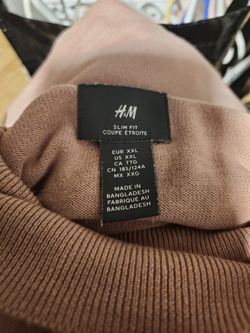 H&M
SLIM FIT
COUPE ÉTROITE
EUR XXL
US XXL
CA TTG
CN 185/124A
MX XXG
MADE IN
BANGLADESH
FABRIQUÉ AU
BANGLADESH